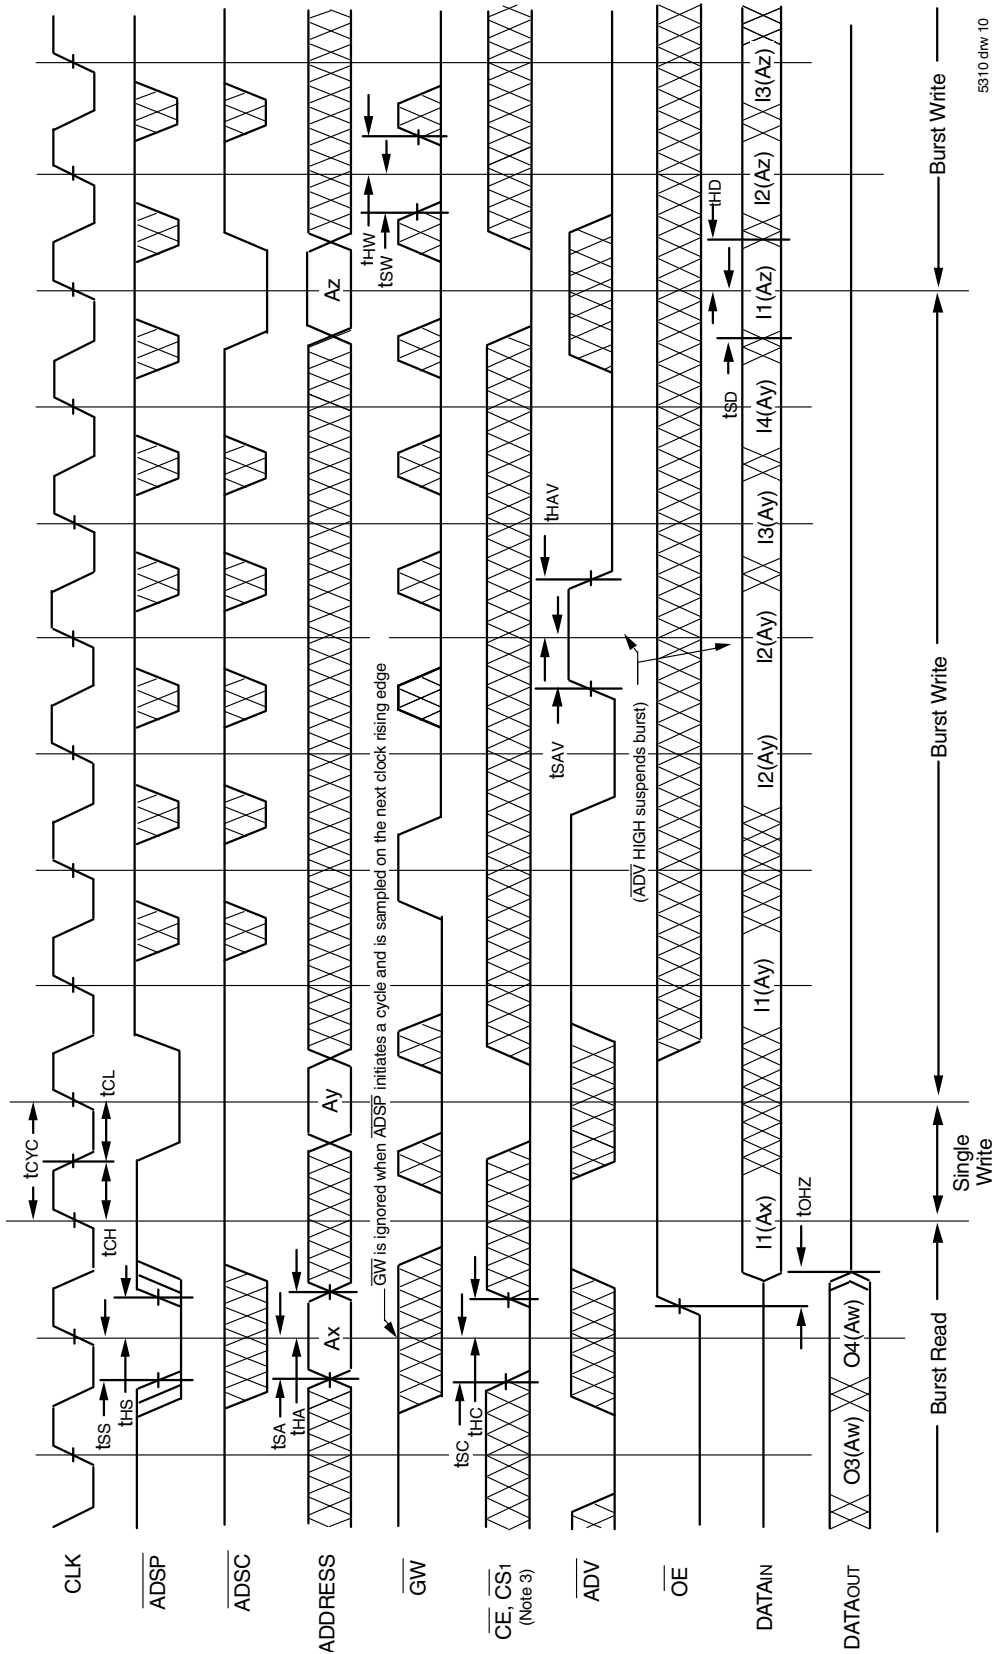 CLK
tCYC
tCH
tCL
ADSP
tSS
tHS
ADSC
ADDRESS
tSA
tHA
Ax
Ay
Az
GW
GW is ignored when ADSP initiates a cycle and is sampled on the next clock rising edge
tHW
tSW
CE, CS1
(Note 3)
tSC
tHC
ADV
tSAV
tHAV
(ADV HIGH suspends burst)
OE
DATAIN
I1(Ax)
I1(Ay)
I2(Ay)
I2(Ay)
I3(Ay)
I4(Ay)
I1(Az)
I2(Az)
I3(Az)
tSD
tHD
tOHZ
DATAOUT
O3(Aw)
O4(Aw)
Burst Read
Single
Write
Burst Write
Burst Write
5310 drw 10